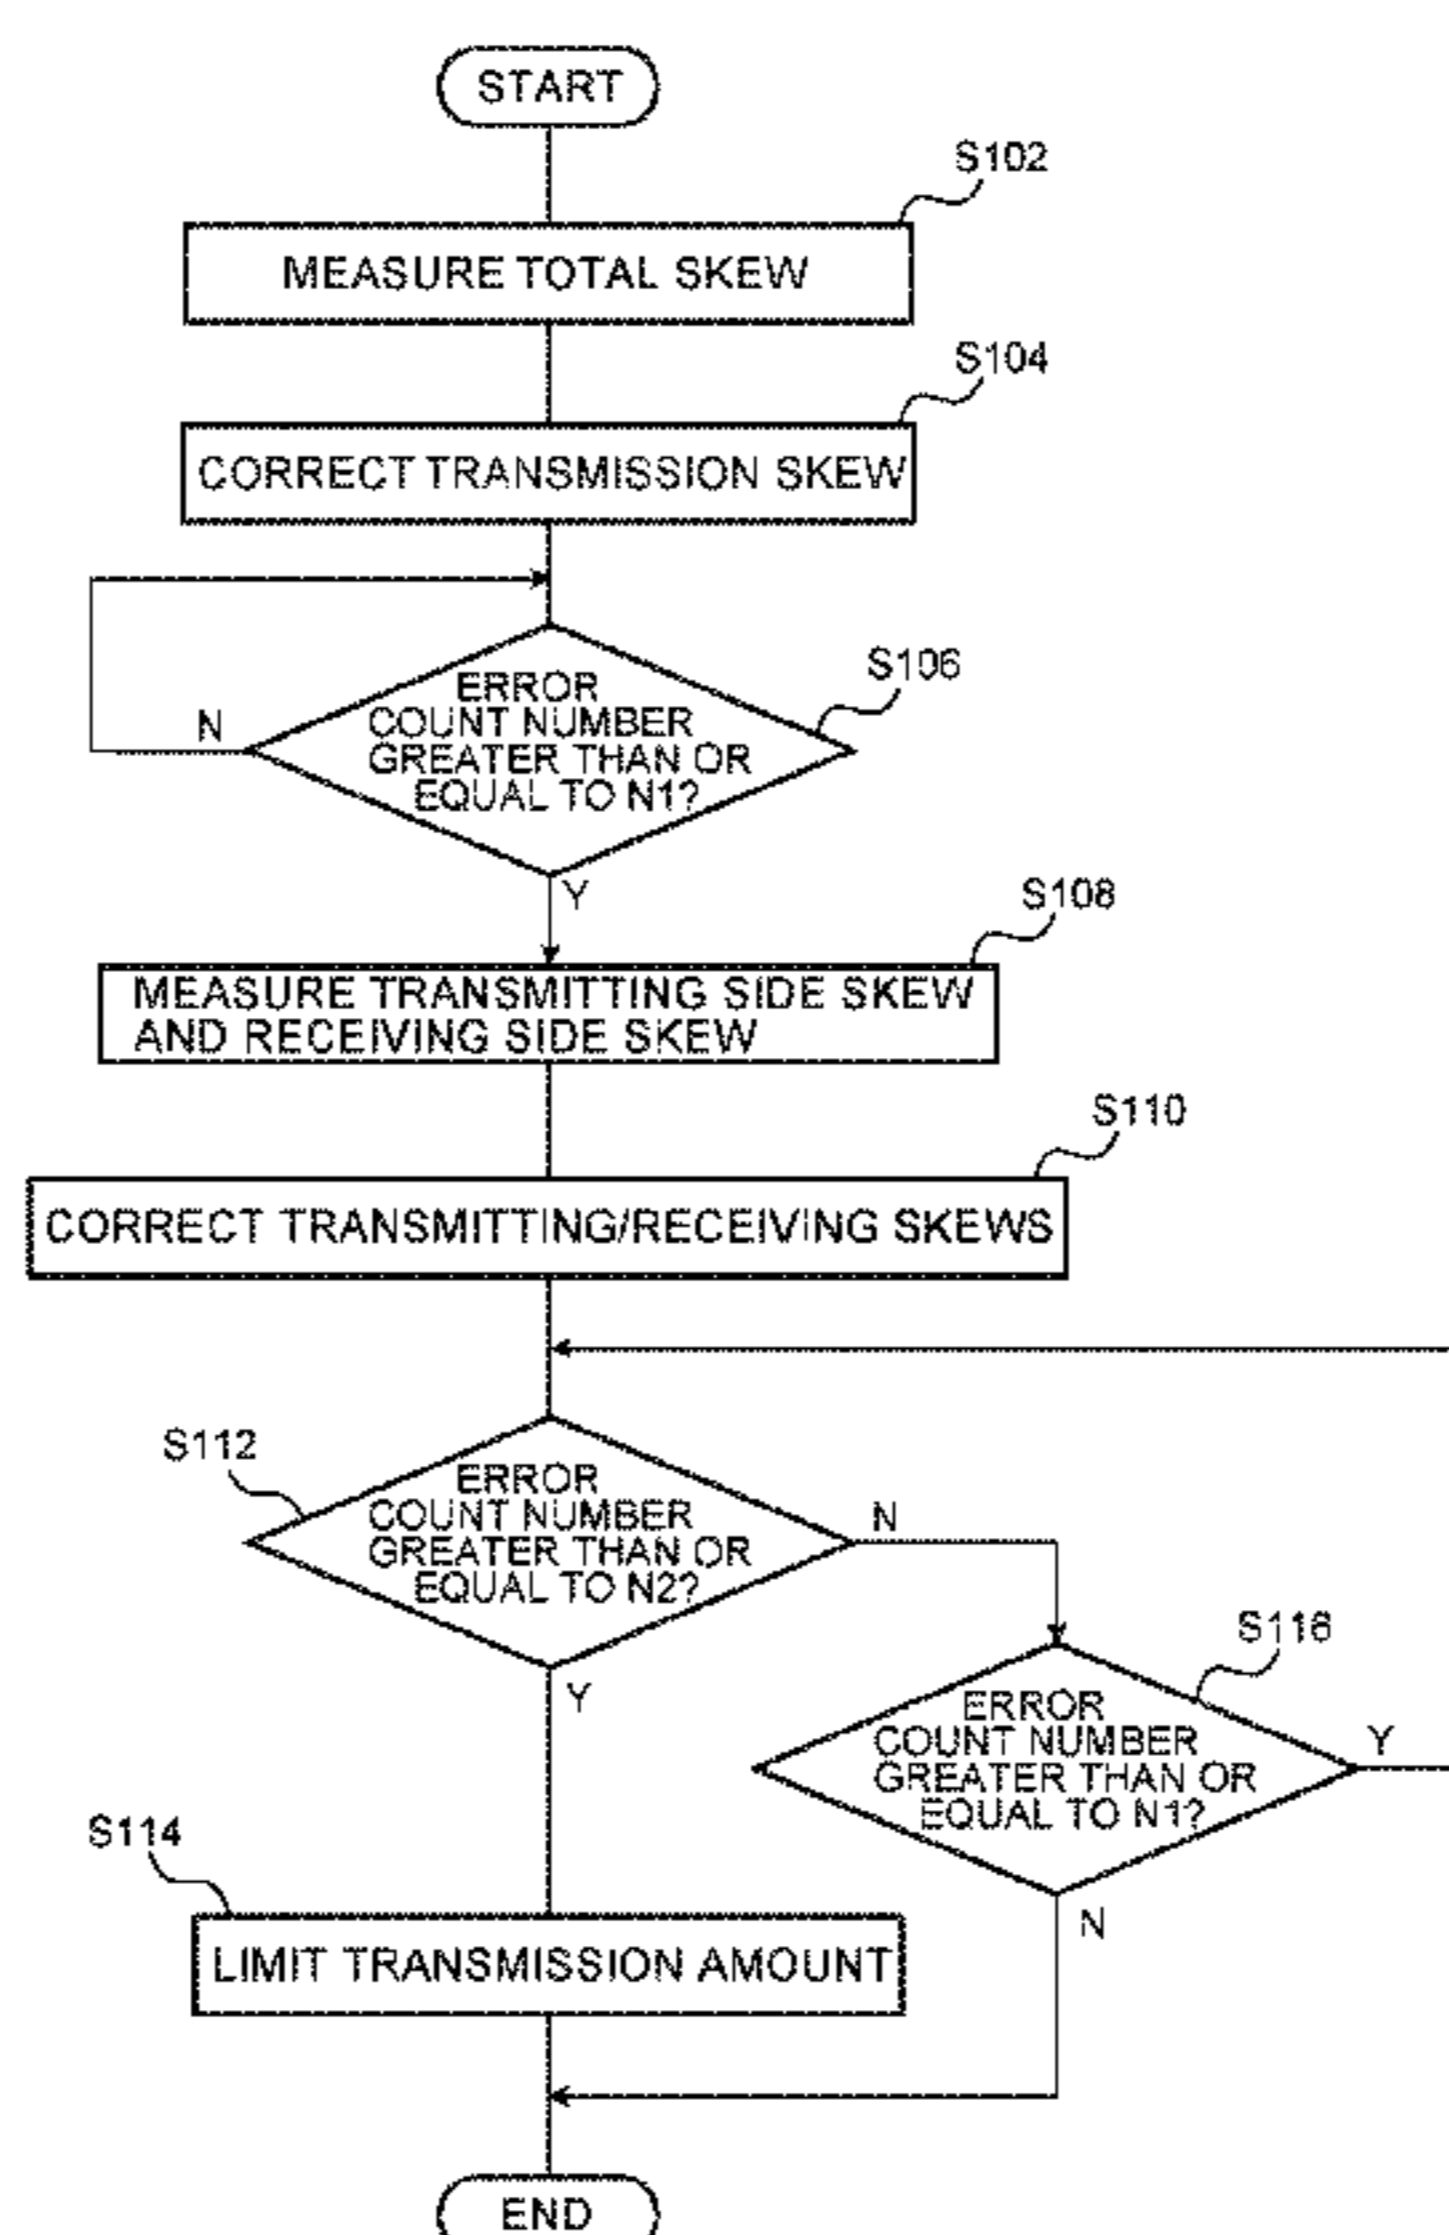 START
S102
MEASURE TOTAL SKEW
S104
CORRECT TRANSMISSION SKEW
S106
ERROR
COUNT NUMBER
GREATER THAN OR
EQUAL TO N1?
N
Y
S108
MEASURE TRANSMITTING SIDE SKEW
AND RECEIVING SIDE SKEW
S110
CORRECT TRANSMITTING/RECEIVING SKEWS
S112
ERROR
COUNT NUMBER
GREATER THAN OR
EQUAL TO N2?
N
Y
S116
ERROR
COUNT NUMBER
GREATER THAN OR
EQUAL TO N1?
Y
N
S114
LIMIT TRANSMISSION AMOUNT
END